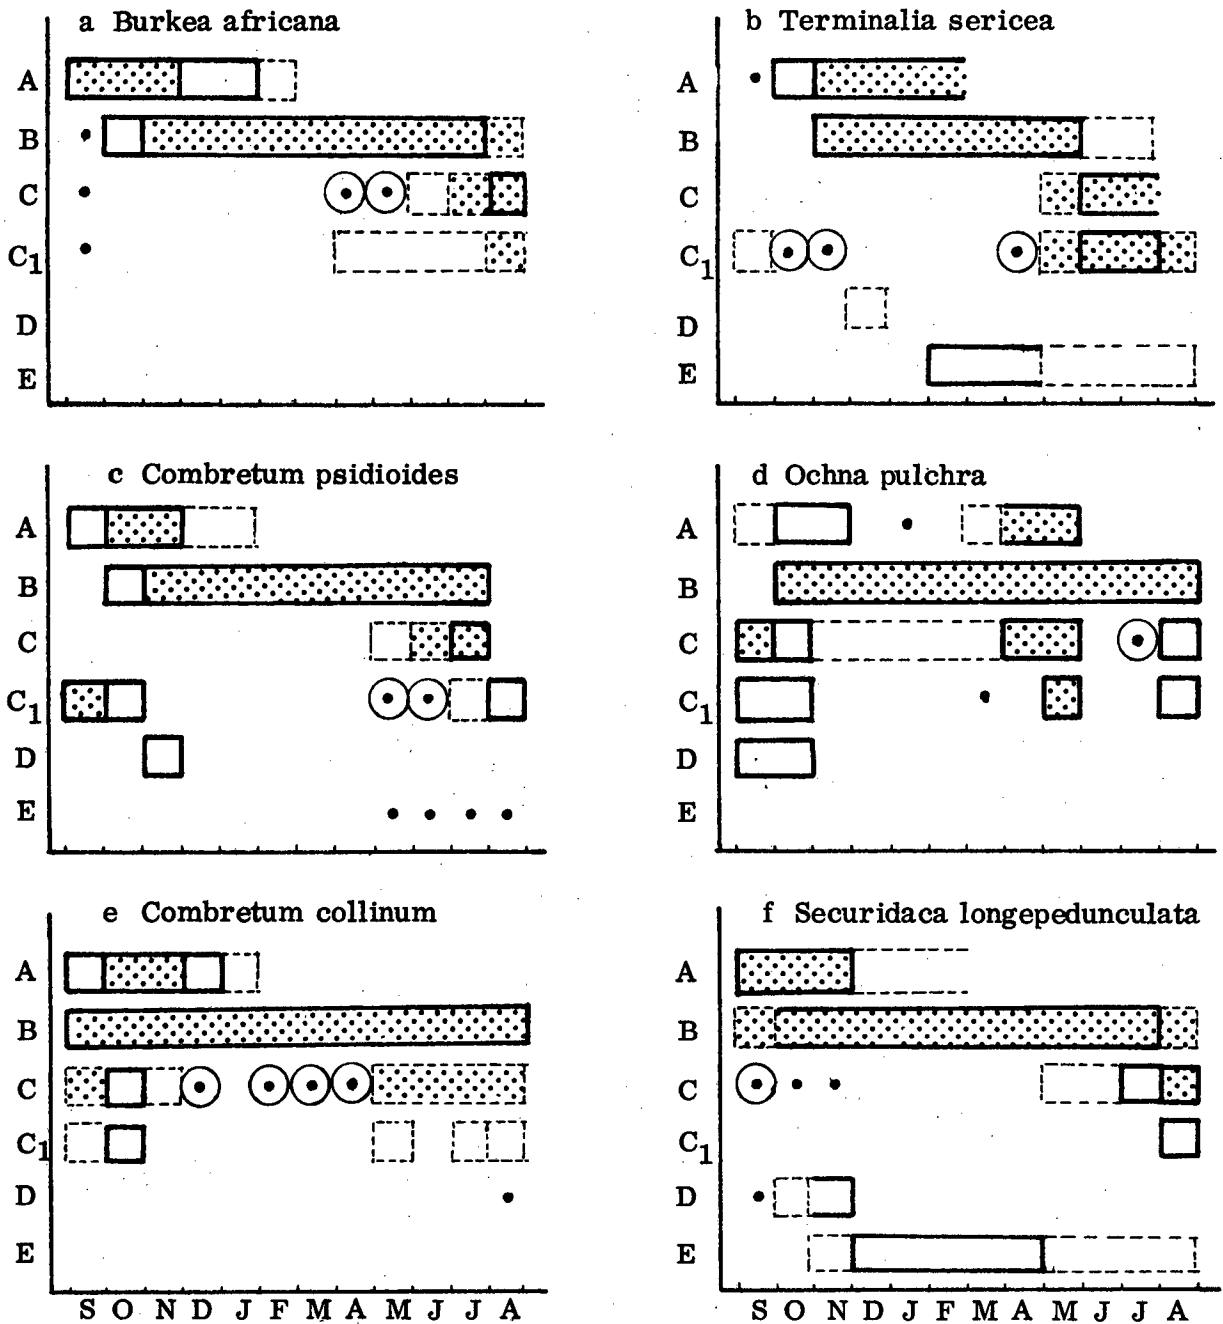 a Burkea africana
A
B
C
C1
D
E
b Terminalia sericea
A
B
C
C1
D
E
c Combretum psidioides
A
B
C
C1
D
E
d Ochna pulchra
A
B
C
C1
D
E
e Combretum collinum
A
B
C
C1
D
E
S O N D J F M A M J J A
f Securidaca longepedunculata
A
B
C
C1
D
E
S O N D J F M A M J J A